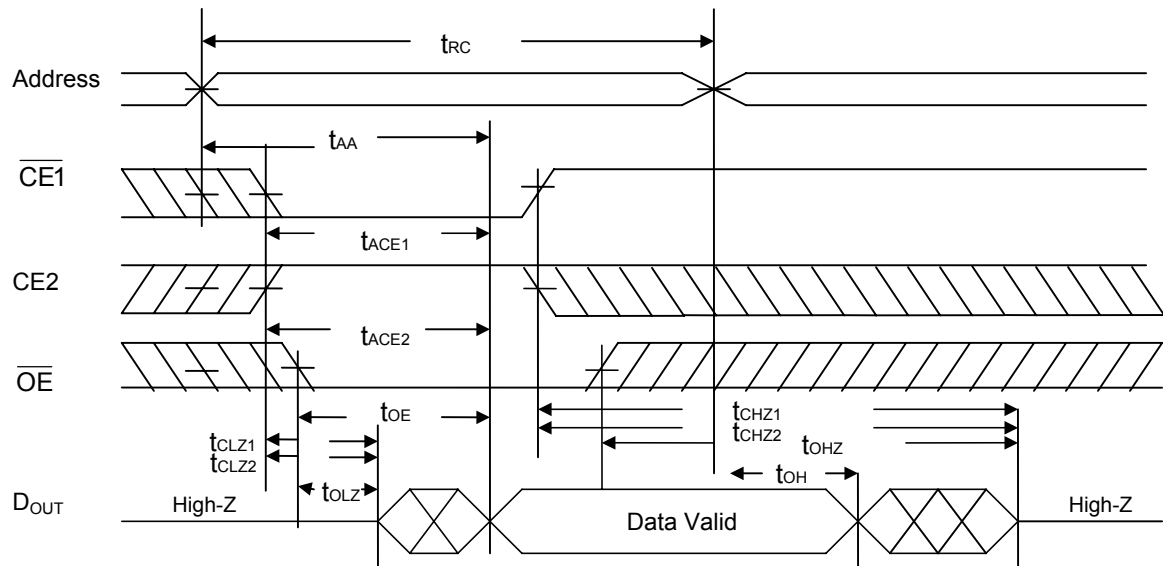 tRC
Address
tAA
CE1
tACE1
CE2
tACE2
OE
tOE
tCHZ1
tCLZ1
tCHZ2
tOHZ
tCLZ2
tOH
tOLZ
DOUT
High-Z
Data Valid
High-Z